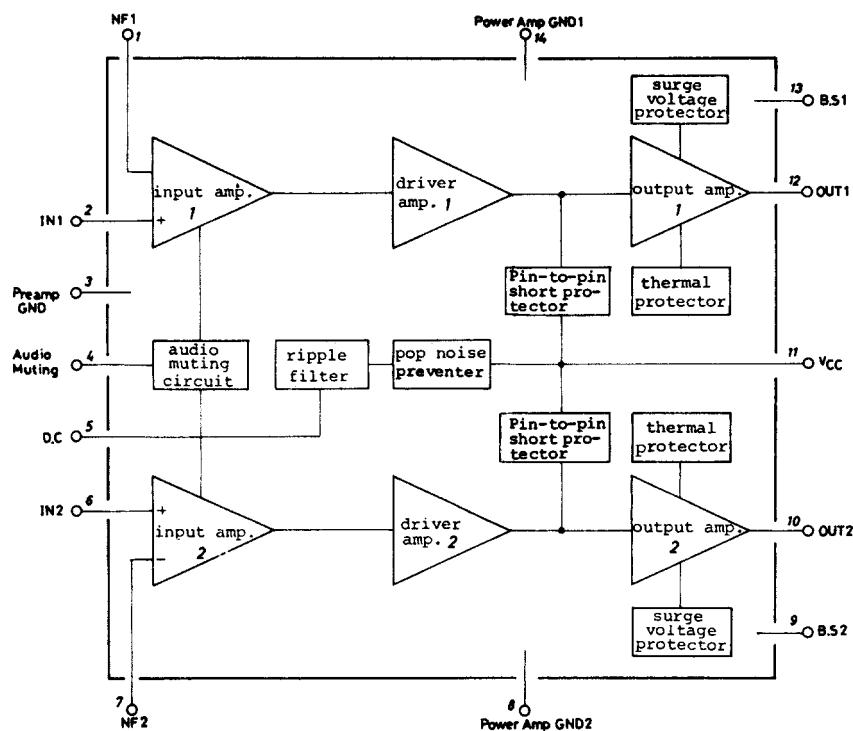 NF1
1
Power Amp GND1
14
surge
voltage
protector
13
B.S1
input amp.
1
driver
amp. 1
output amp.
1
12
OUT1
2
IN1
+
3
Preamp
GND
Pin-to-pin
short pro-
tector
thermal
protector
Audio
Muting
4
audio
muting
circuit
ripple
filter
pop noise
preventer
11
VCC
D.C
5
Pin-to-pin
short pro-
tector
thermal
protector
6
IN2
+
input amp.
2
−
driver
amp. 2
output amp.
2
10
OUT2
surge
voltage
protector
9
B.S2
7
NF2
8
Power Amp GND2